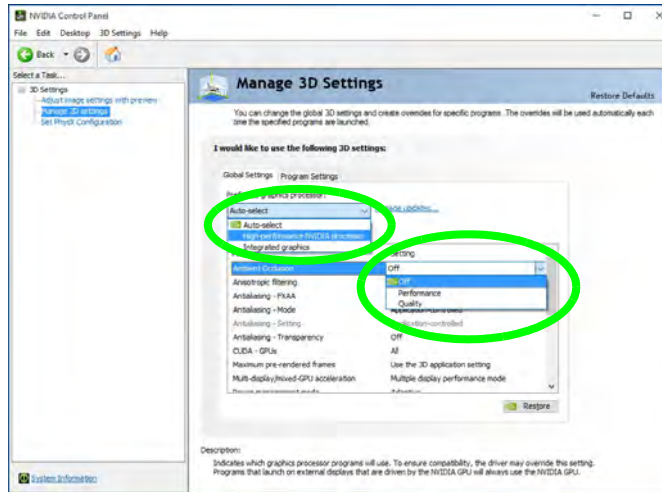 NVIDIA Control Panel
File Edit Desktop 3D Settings Help
Back
Select a Task...
3D Settings
Adjust image settings with preview
Manage 3D settings
Set PhysX Configuration
System Information
Manage 3D Settings
Restore Defaults
You can change the global 3D settings and create overrides for specific programs. The overrides will be used automatically each
time the specified programs are launched.
I would like to use the following 3D settings:
Global Settings Program Settings
graphics processor:
Auto-select
Auto-select
High-performance NVIDIA processor
Integrated graphics
Setting
Ambient Occlusion Off
Off
Performance
Quality
Anisotropic filtering
Antialiasing - FXAA
Antialiasing - Mode Application-controlled
Antialiasing - Setting Application-controlled
Antialiasing - Transparency Off
CUDA - GPUs All
Maximum pre-rendered frames Use the 3D application setting
Multi-display/mixed-GPU acceleration Multiple display performance mode
Restore
Description:
Indicates which graphics processor programs will use. To ensure compatibility, the driver may override this setting.
Programs that launch on external displays that are driven by the NVIDIA GPU will always use the NVIDIA GPU.